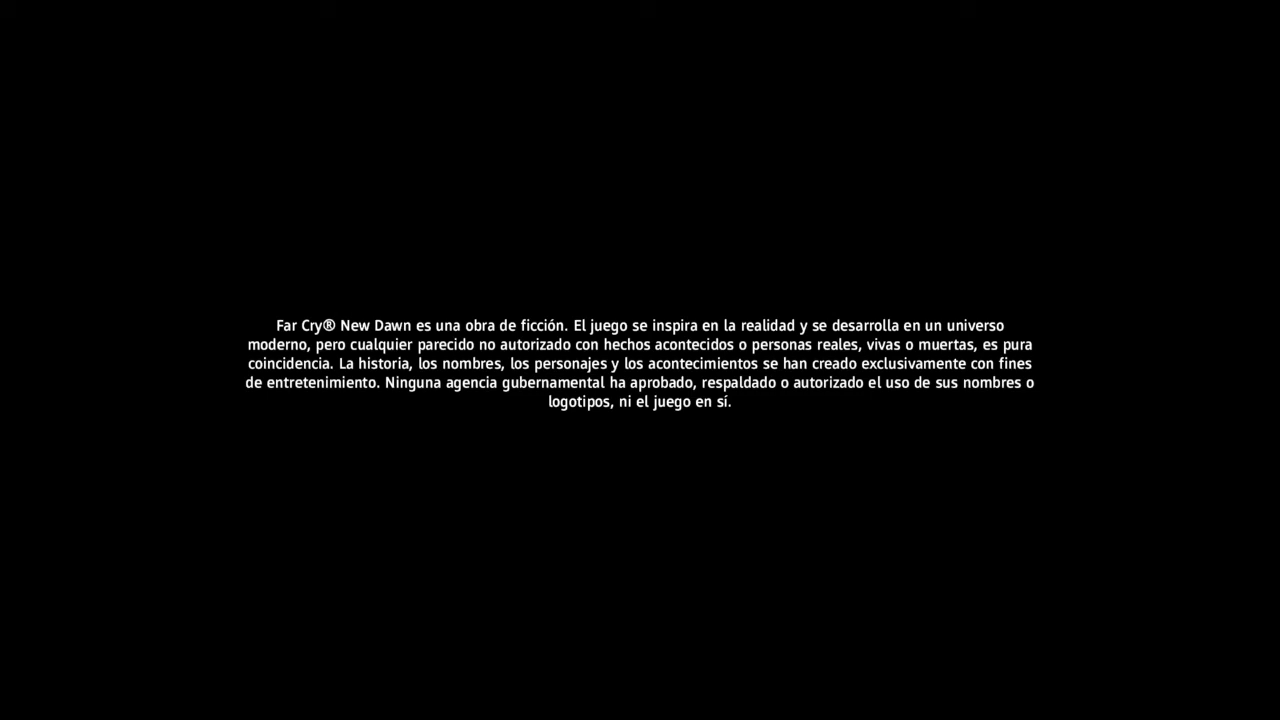 Far Cry® New Dawn es una obra de ficción. El juego se inspira en la realidad y se desarrolla en un universo
moderno, pero cualquier parecido no autorizado con hechos acontecidos o personas reales, vivas o muertas, es pura
coincidencia. La historia, los nombres, los personajes y los acontecimientos se han creado exclusivamente con fines
de entretenimiento. Ninguna agencia gubernamental ha aprobado, respaldado o autorizado el uso de sus nombres o
logotipos, ni el juego en sí.